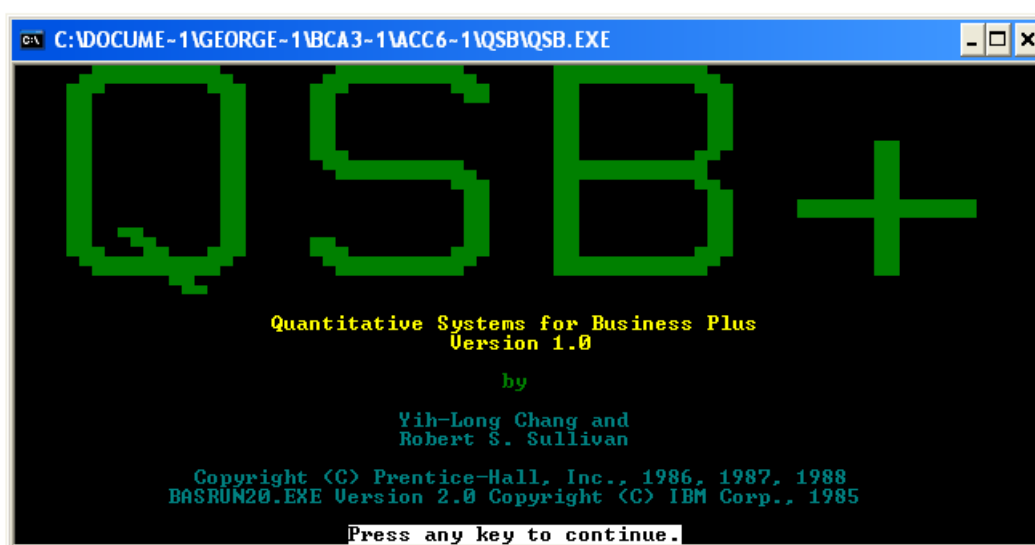 C:\DOCUME~1\GEORGE~1\BCA3~1\ACC6~1\QSB\QSB.EXE
QSB+
Quantitative Systems for Business Plus
Version 1.0
by
Yih-Long Chang and
Robert S. Sullivan
Copyright (C) Prentice-Hall, Inc., 1986, 1987, 1988
BASRUN20.EXE Version 2.0 Copyright (C) IBM Corp., 1985
Press any key to continue.